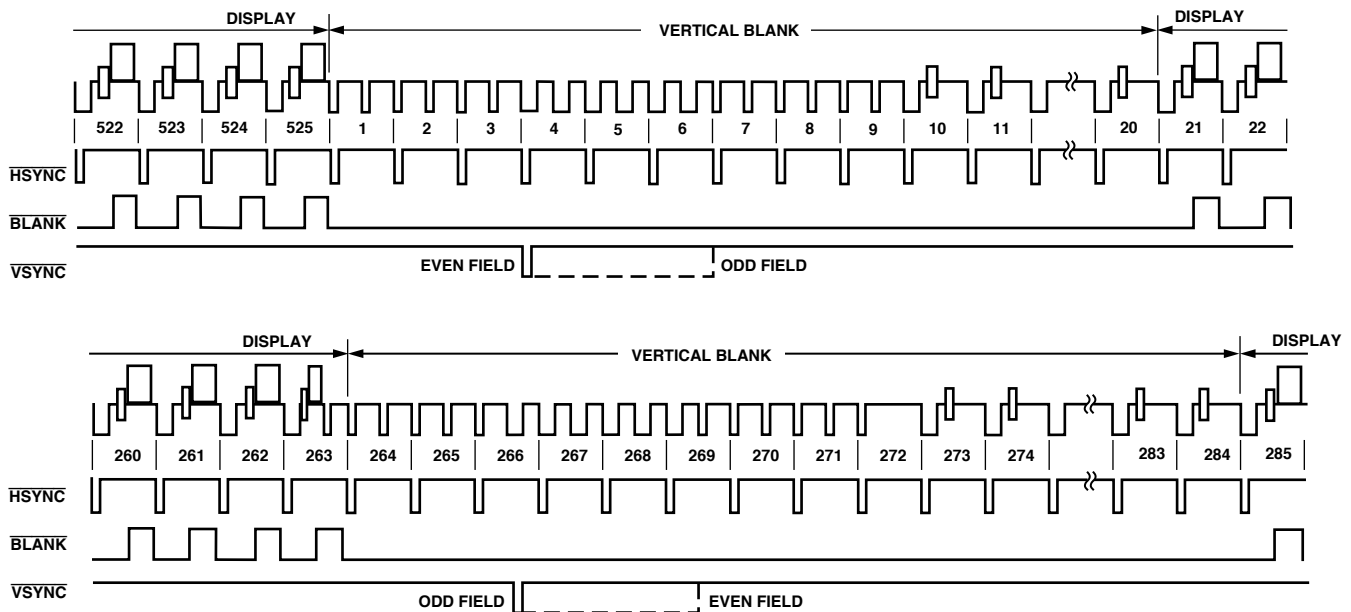 DISPLAY VERTICAL BLANK DISPLAY
522 523 524 525 1 2 3 4 5 6 7 8 9 10 11 20 21 22
HSYNC
BLANK
VSYNC EVEN FIELD ODD FIELD
DISPLAY VERTICAL BLANK DISPLAY
260 261 262 263 264 265 266 267 268 269 270 271 272 273 274 283 284 285
HSYNC
BLANK
VSYNC ODD FIELD EVEN FIELD